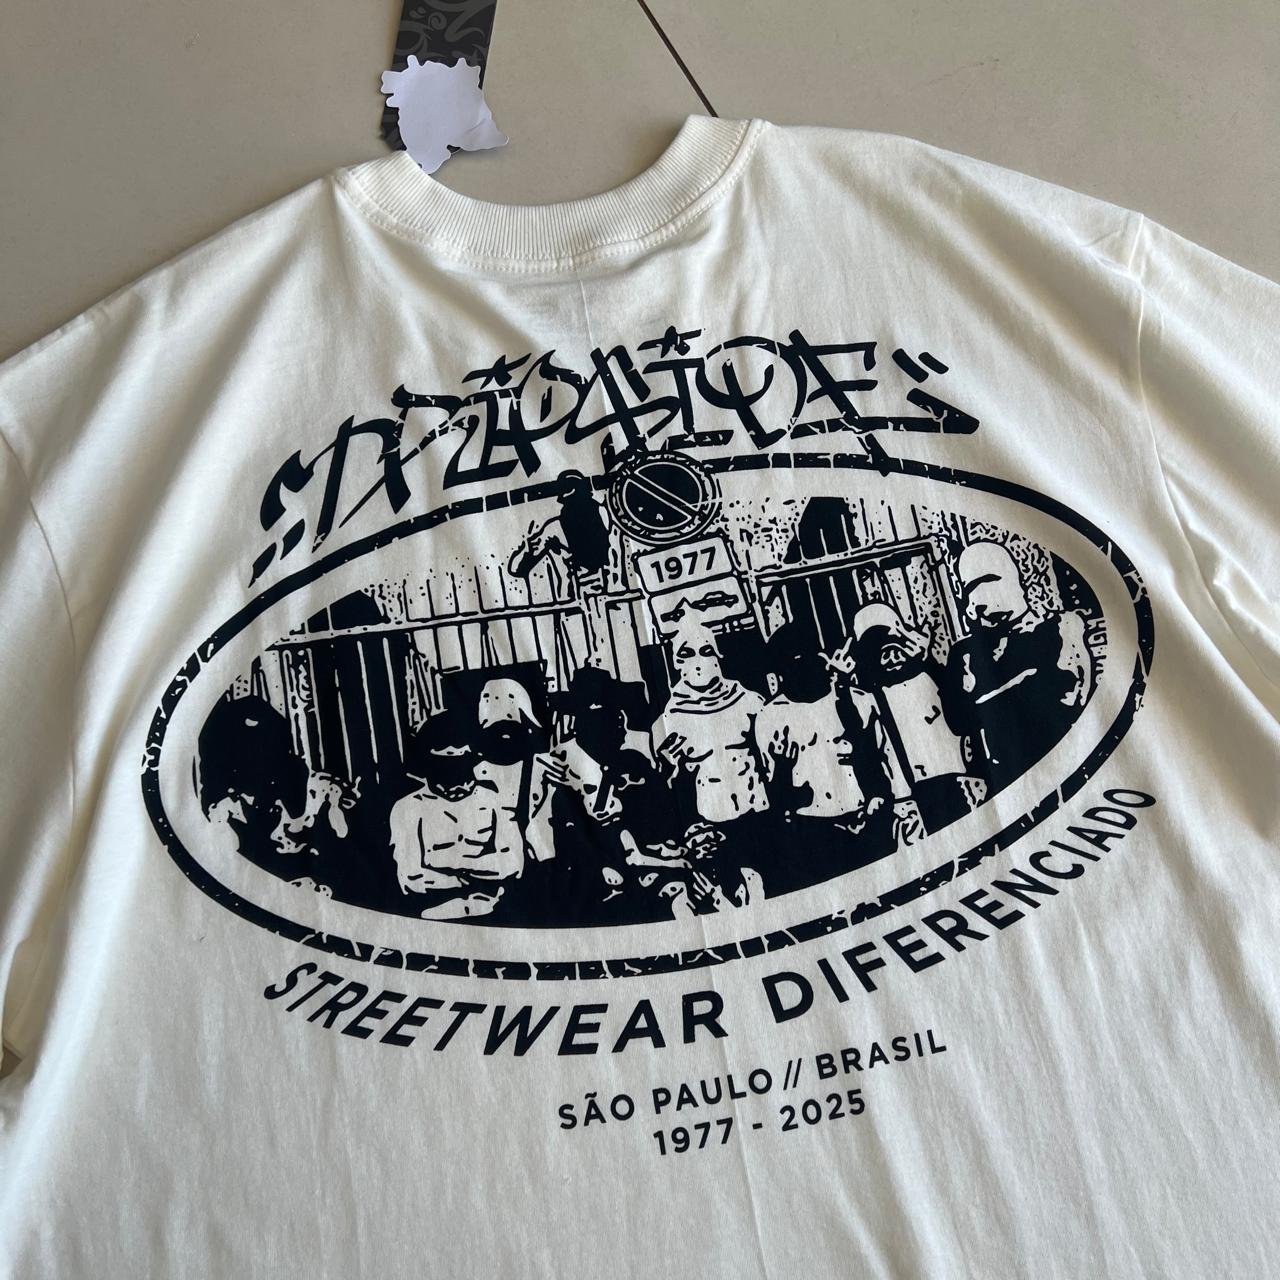 1977
STREETWEAR DIFERENCIADO
SÃO PAULO // BRASIL
1977 - 2025